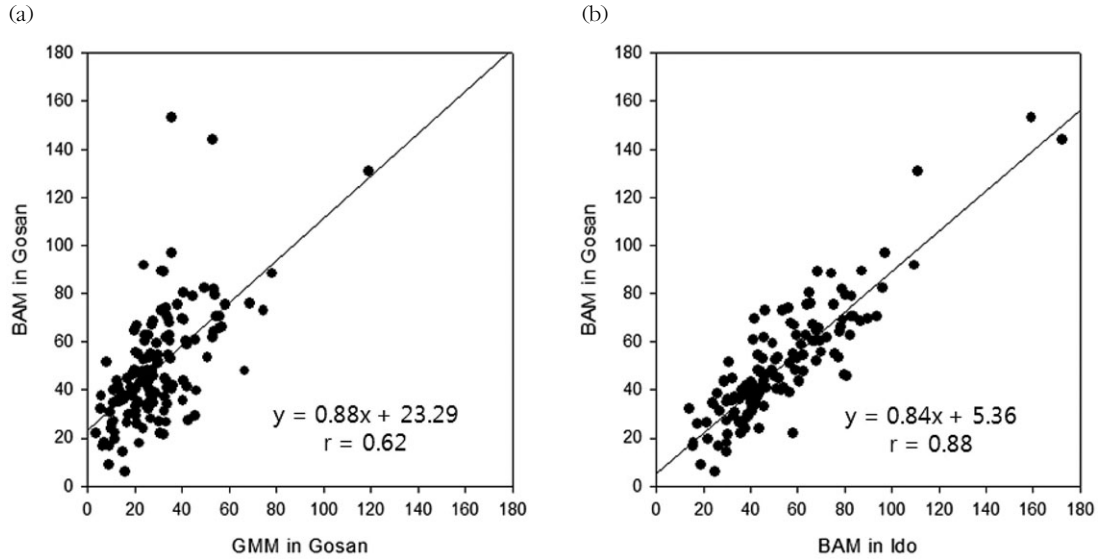 (a)
180
160
140
120
100
80
60
40
20
0
BAM in Gosan
y = 0.88x + 23.29
r = 0.62
0 20 40 60 80 100 120 140 160 180
GMM in Gosan
(b)
180
160
140
120
100
80
60
40
20
0
BAM in Gosan
y = 0.84x + 5.36
r = 0.88
0 20 40 60 80 100 120 140 160 180
BAM in Ido